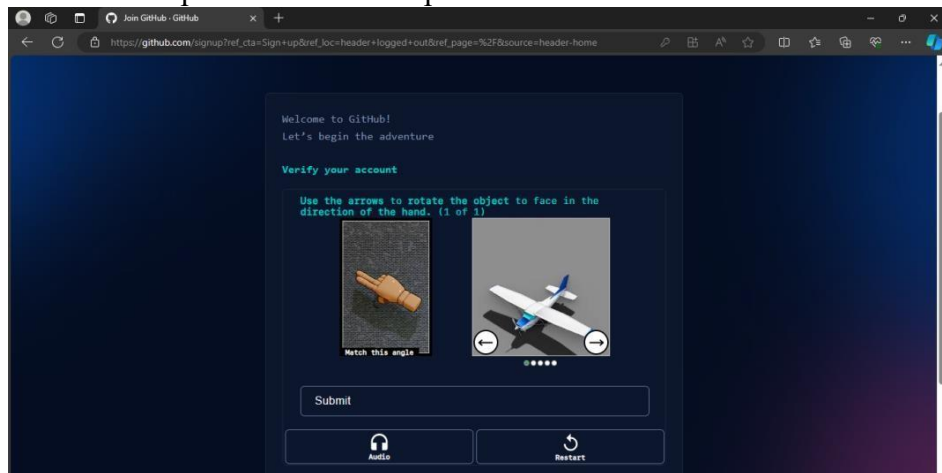 Join GitHub · GitHub
https://github.com/signup?ref_cta=Sign+up&ref_loc=header+logged+out&ref_page=%2F&source=header-home
Welcome to GitHub!
Let's begin the adventure
Verify your account
Use the arrows to rotate the object to face in the
direction of the hand. (1 of 1)
Match this angle
Submit
Audio
Restart